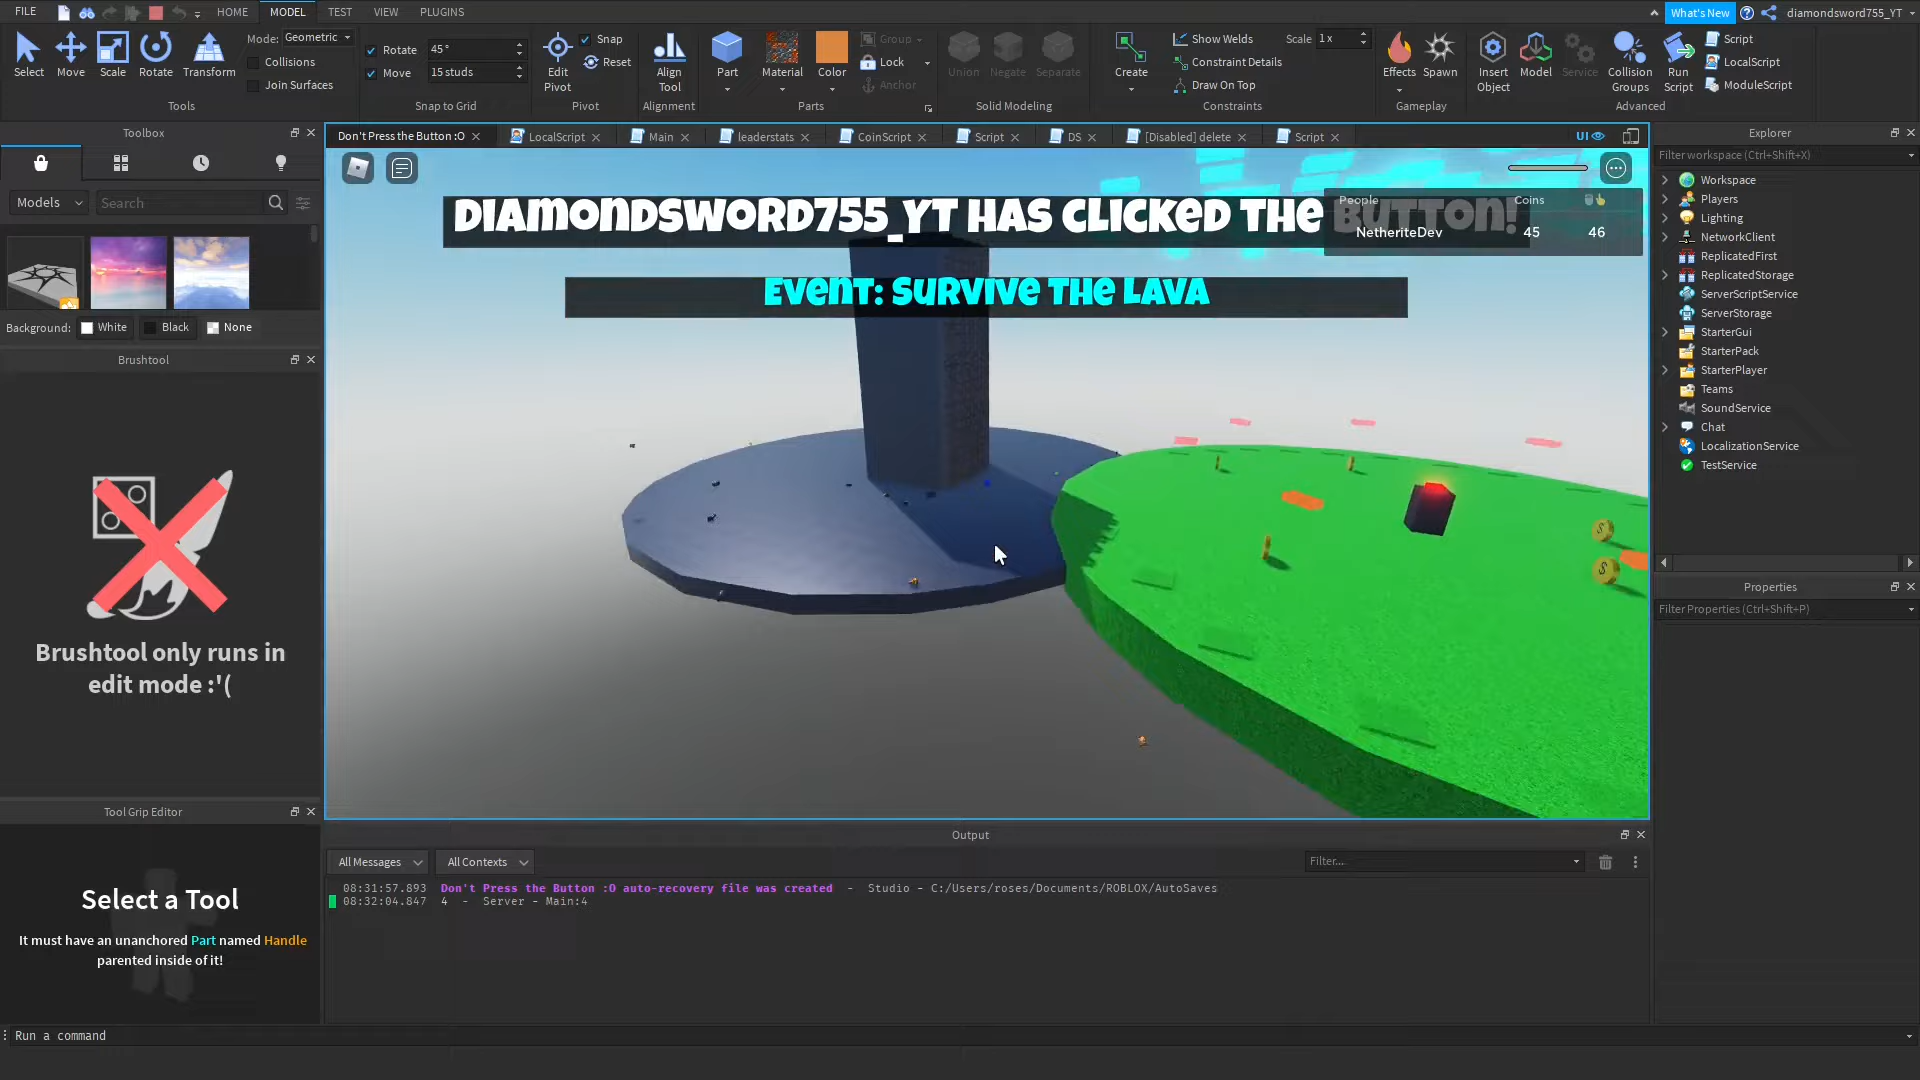 FILE HOME MODEL TEST VIEW PLUGINS What's New diamondsword755_YT
Select Move Scale Rotate Transform
Mode: Geometric
Collisions
Join Surfaces
Tools
Rotate 45°
Move 15 studs
Snap to Grid
Edit Pivot
Snap
Reset
Pivot
Align Tool
Alignment
Part Material Color
Group
Lock
Anchor
Parts
Union Negate Separate
Solid Modeling
Create
Show Welds Scale 1 x
Constraint Details
Draw On Top
Constraints
Effects Spawn
Gameplay
Insert Object Model Service Collision Groups Run Script
Script
LocalScript
ModuleScript
Advanced
Toolbox
Models Search
Background: White Black None
Brushtool
Brushtool only runs in
edit mode :'(
Tool Grip Editor
Select a Tool
It must have an unanchored Part named Handle
parented inside of it!
Don't Press the Button :O LocalScript Main leaderstats CoinScript Script DS [Disabled] delete Script UI
DIAMONDSWORD755_YT HAS CLICKED THE BUTTON!
Event: Survive The Lava
People Coins
NetheriteDev 45 46
Output
All Messages All Contexts Filter...
08:31:57.893 Don't Press the Button :O auto-recovery file was created - Studio - C:/Users/roses/Documents/ROBLOX/AutoSaves
08:32:04.847 4 - Server - Main:4
Explorer
Filter workspace (Ctrl+Shift+X)
Workspace
Players
Lighting
NetworkClient
ReplicatedFirst
ReplicatedStorage
ServerScriptService
ServerStorage
StarterGui
StarterPack
StarterPlayer
Teams
SoundService
Chat
LocalizationService
TestService
Properties
Filter Properties (Ctrl+Shift+P)
Run a command